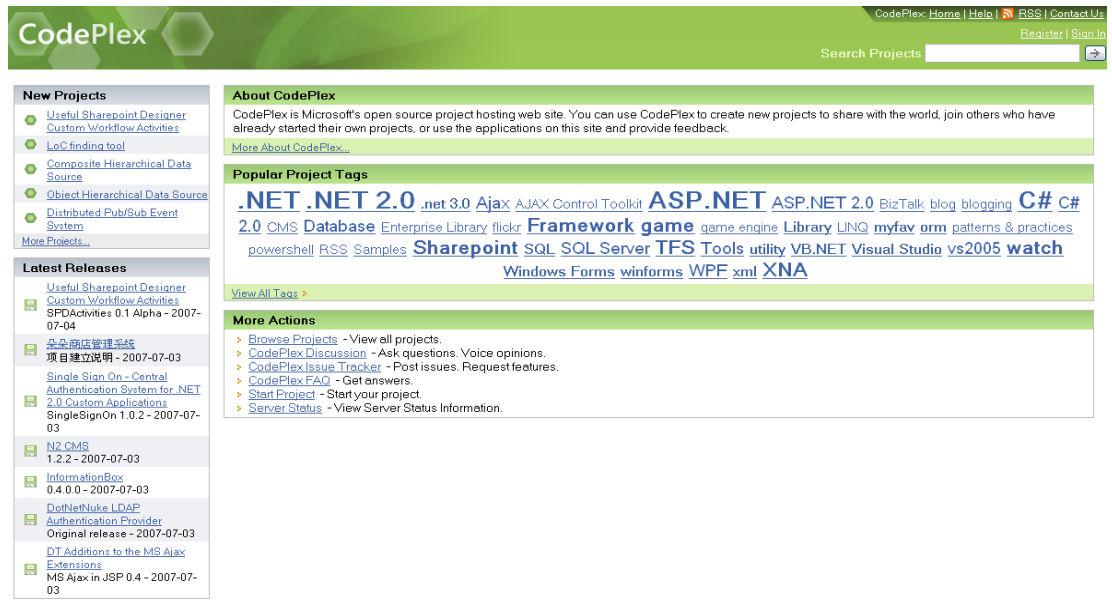 CodePlex: Home | Help | RSS | Contact Us
CodePlex
Register | Sign In
Search Projects
New Projects
Useful Sharepoint Designer
Custom Workflow Activities
LoC finding tool
Composite Hierarchical Data
Source
Object Hierarchical Data Source
Distributed Pub/Sub Event
System
More Projects...
Latest Releases
Useful Sharepoint Designer
Custom Workflow Activities
SPDActivities 0.1 Alpha - 2007-
07-04
朵朵商店管理系统
项目建立说明 - 2007-07-03
Single Sign On - Central
Authentication System for .NET
2.0 Custom Applications
SingleSignOn 1.0.2 - 2007-07-
03
N2 CMS
1.2.2 - 2007-07-03
InformationBox
0.4.0.0 - 2007-07-03
DotNetNuke LDAP
Authentication Provider
Original release - 2007-07-03
DT Additions to the MS Ajax
Extensions
MS Ajax in JSP 0.4 - 2007-07-
03
About CodePlex
CodePlex is Microsoft's open source project hosting web site. You can use CodePlex to create new projects to share with the world, join others who have
already started their own projects, or use the applications on this site and provide feedback.
More About CodePlex...
Popular Project Tags
.NET .NET 2.0 .net 3.0 Ajax AJAX Control Toolkit ASP.NET ASP.NET 2.0 BizTalk blog blogging C# C#
2.0 CMS Database Enterprise Library flickr Framework game game engine Library LINQ myfav orm patterns & practices
powershell RSS Samples Sharepoint SQL SQL Server TFS Tools utility VB.NET Visual Studio vs2005 watch
Windows Forms winforms WPF xml XNA
View All Tags
More Actions
Browse Projects - View all projects.
CodePlex Discussion - Ask questions. Voice opinions.
CodePlex Issue Tracker - Post issues. Request features.
CodePlex FAQ - Get answers.
Start Project - Start your project.
Server Status - View Server Status Information.